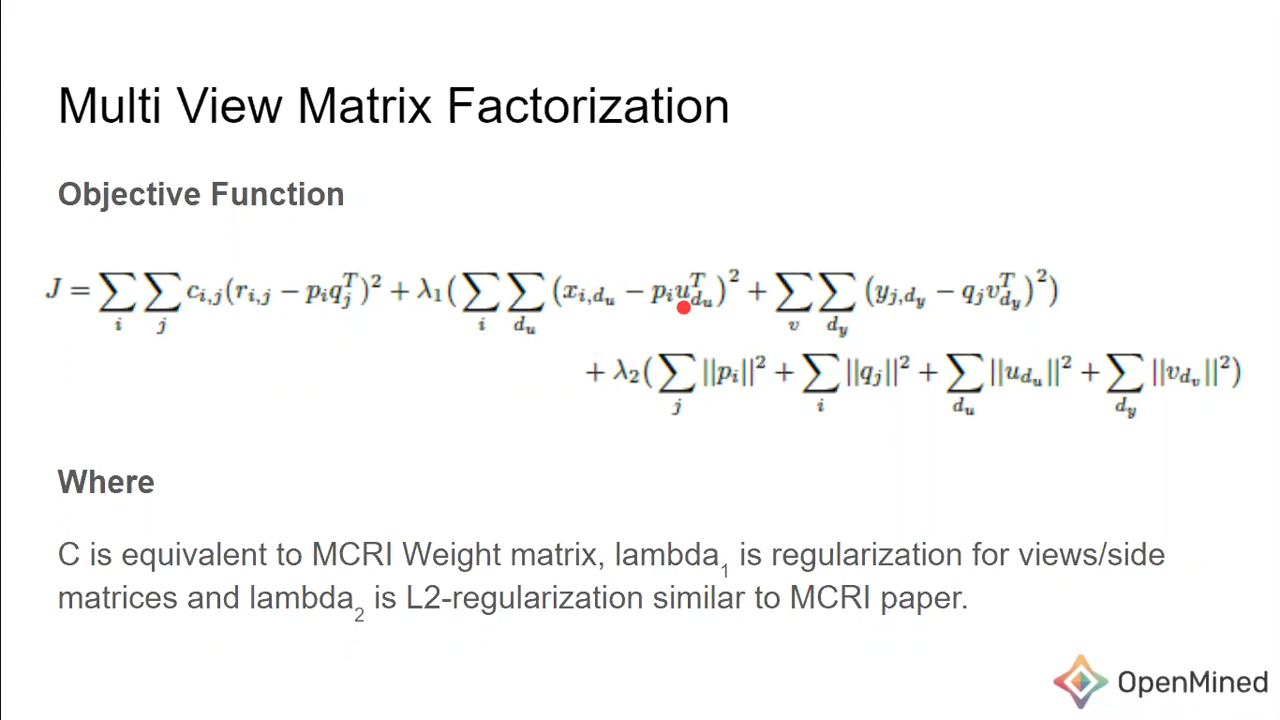 Multi View Matrix Factorization
Objective Function
J = ∑_i ∑_j c_{i,j}(r_{i,j} − p_i q_j^T)^2 + λ_1(∑_i ∑_{d_u} (x_{i,d_u} − p_i u_{d_u}^T)^2 + ∑_v ∑_{d_y} (y_{j,d_y} − q_j v_{d_y}^T)^2)
+ λ_2(∑_j ||p_i||^2 + ∑_i ||q_j||^2 + ∑_{d_u} ||u_{d_u}||^2 + ∑_{d_y} ||v_{d_v}||^2)
Where
C is equivalent to MCRI Weight matrix, lambda_1 is regularization for views/side
matrices and lambda_2 is L2-regularization similar to MCRI paper.
OpenMined